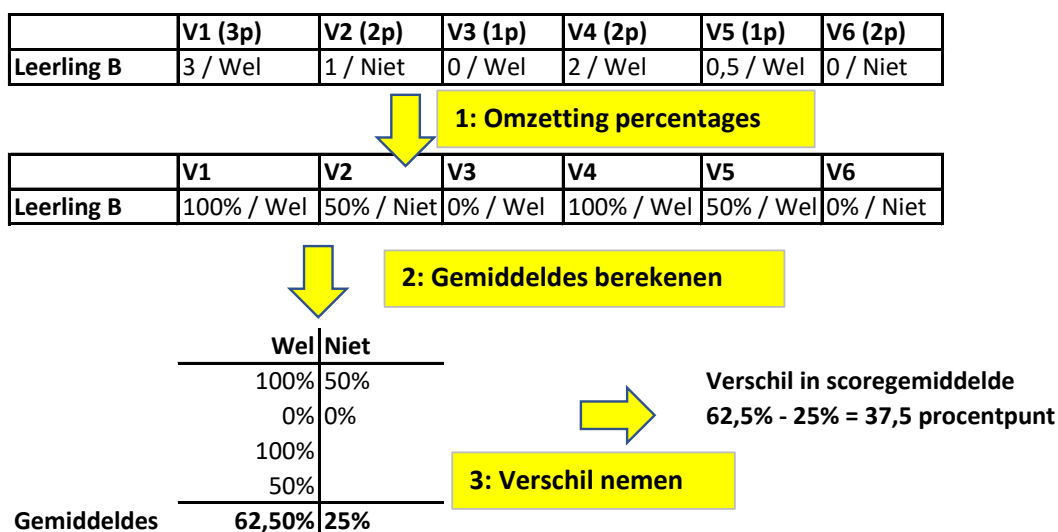 V1 (3p) V2 (2p) V3 (1p) V4 (2p) V5 (1p) V6 (2p)
Leerling B 3 / Wel 1 / Niet 0 / Wel 2 / Wel 0,5 / Wel 0 / Niet
1: Omzetting percentages
V1 V2 V3 V4 V5 V6
Leerling B 100% / Wel 50% / Niet 0% / Wel 100% / Wel 50% / Wel 0% / Niet
2: Gemiddeldes berekenen
Wel Niet
100% 50%
0% 0%
100%
50%
Gemiddeldes 62,50% 25%
3: Verschil nemen
Verschil in scoregemiddelde
62,5% - 25% = 37,5 procentpunt